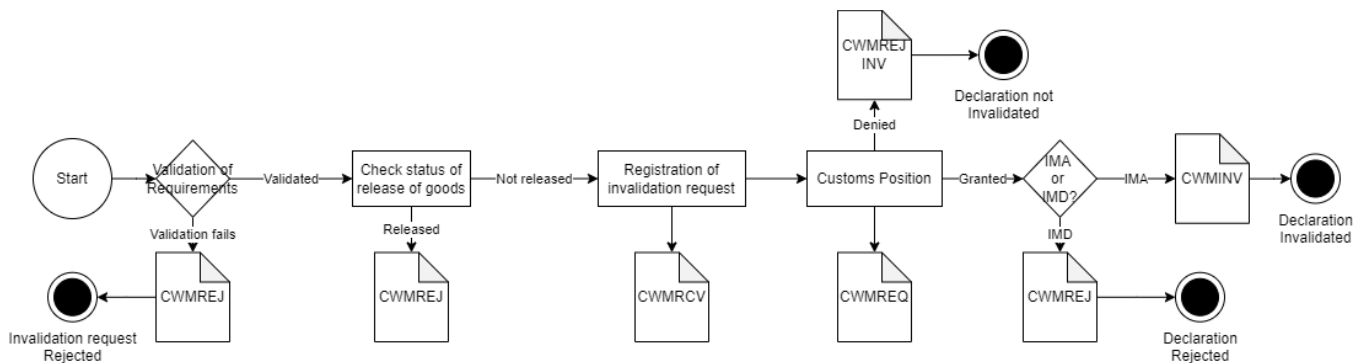 CWMREJ
INV
Declaration not
Invalidated
Denied
Start
Validation of
Requirements
Validated
Check status of
release of goods
Not released
Registration of
invalidation request
Customs Position
Granted
IMA
or
IMD?
IMA
CWMINV
Declaration
Invalidated
Validation fails
Released
IMD
CWMREJ
Invalidation request
Rejected
CWMREJ
CWMRCV
CWMREQ
CWMREJ
Declaration
Rejected